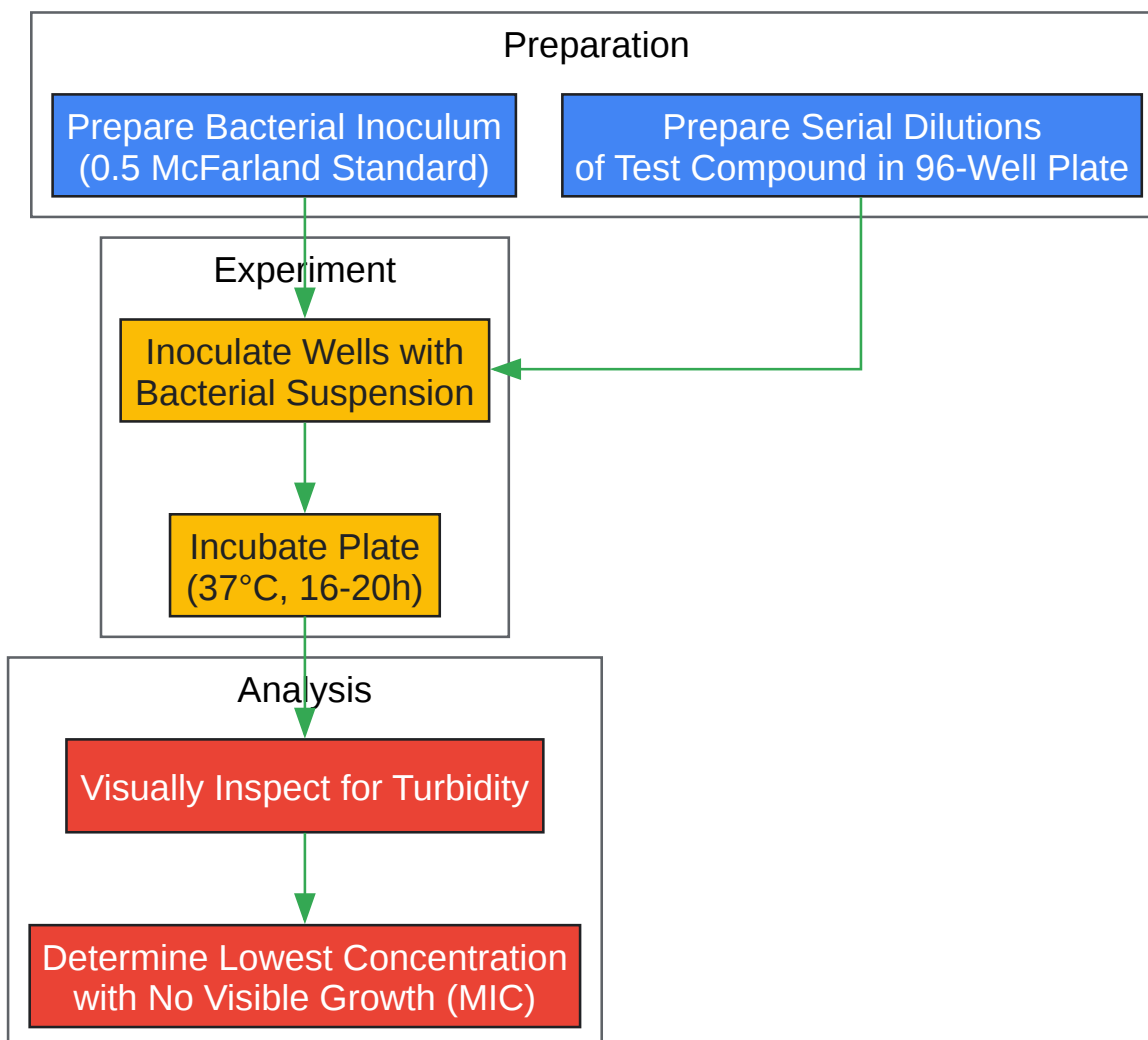 Preparation
Prepare Bacterial Inoculum
(0.5 McFarland Standard)
Prepare Serial Dilutions
of Test Compound in 96-Well Plate
Experiment
Inoculate Wells with
Bacterial Suspension
Incubate Plate
(37°C, 16-20h)
Analysis
Visually Inspect for Turbidity
Determine Lowest Concentration
with No Visible Growth (MIC)